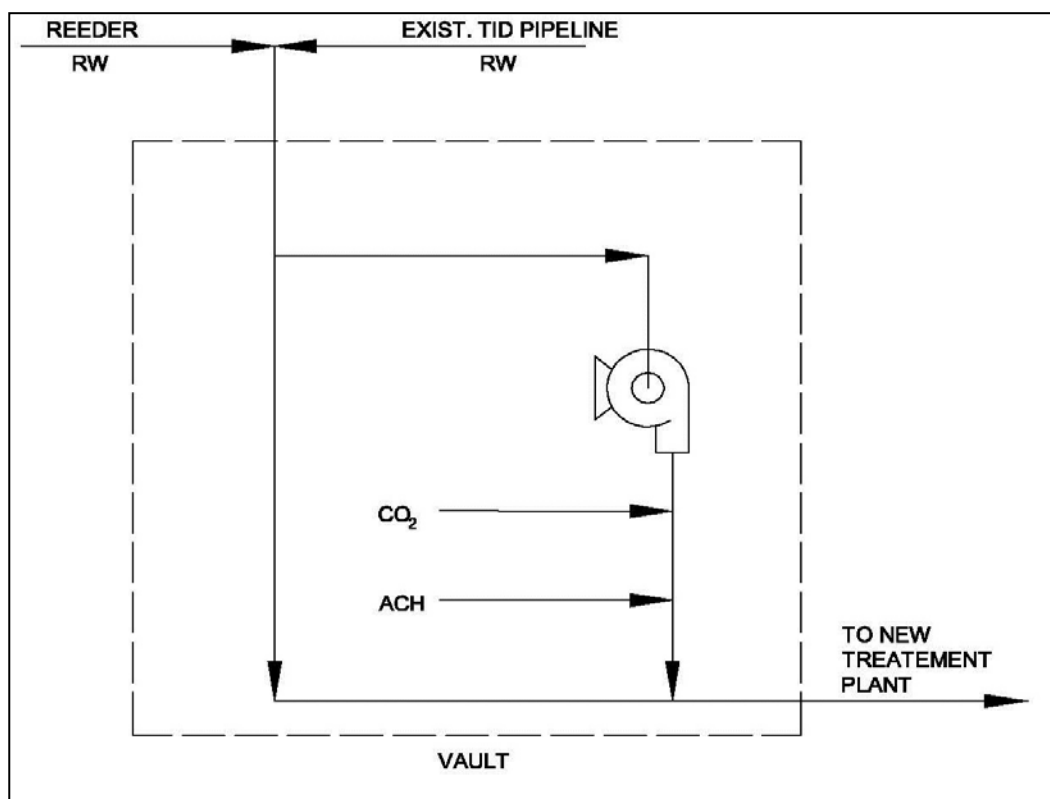 REEDER
RW
EXIST. TID PIPELINE
RW
CO₂
ACH
TO NEW
TREATEMENT
PLANT
VAULT